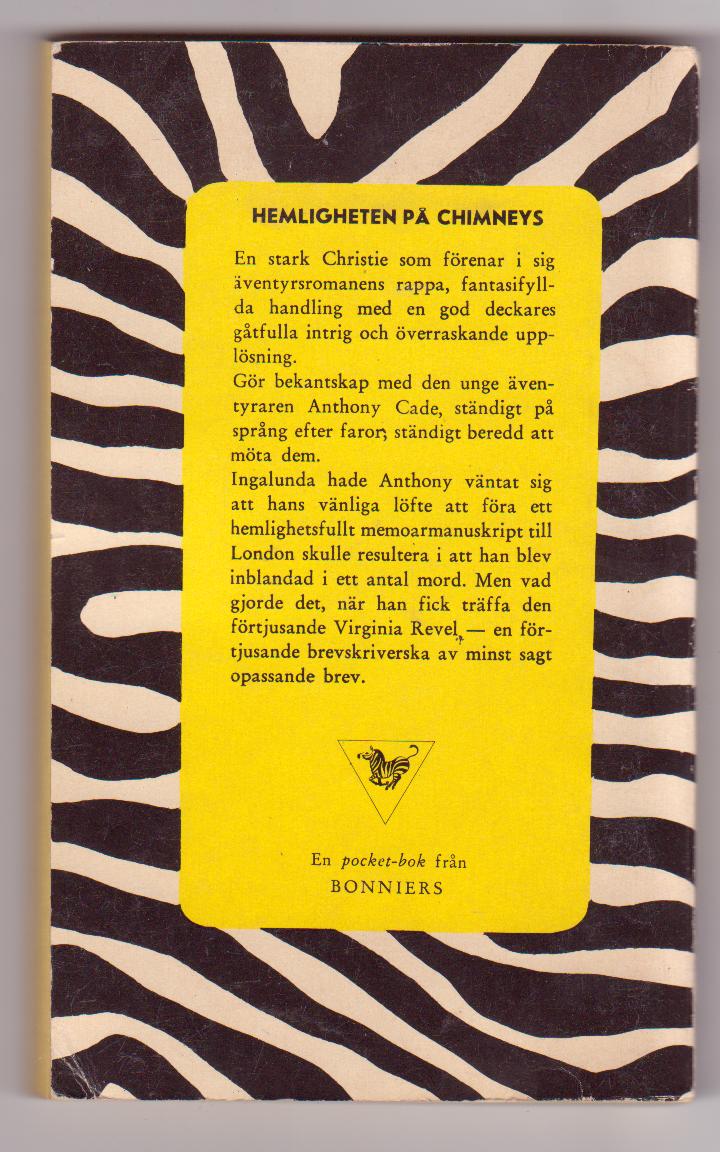 HEMLIGHETEN PÅ CHIMNEYS
En stark Christie som förenar i sig
äventyrsromanens rappa, fantasifyll-
da handling med en god deckares
gåtfulla intrig och överraskande upp-
lösning.
Gör bekantskap med den unge även-
tyraren Anthony Cade, ständigt på
språng efter faror, ständigt beredd att
möta dem.
Ingalunda hade Anthony väntat sig
att hans vänliga löfte att föra ett
hemlighetsfullt memoarmanuskript till
London skulle resultera i att han blev
inblandad i ett antal mord. Men vad
gjorde det, när han fick träffa den
förtjusande Virginia Revel, — en för-
tjusande brevskriverska av minst sagt
opassande brev.
En pocket-bok från
BONNIERS